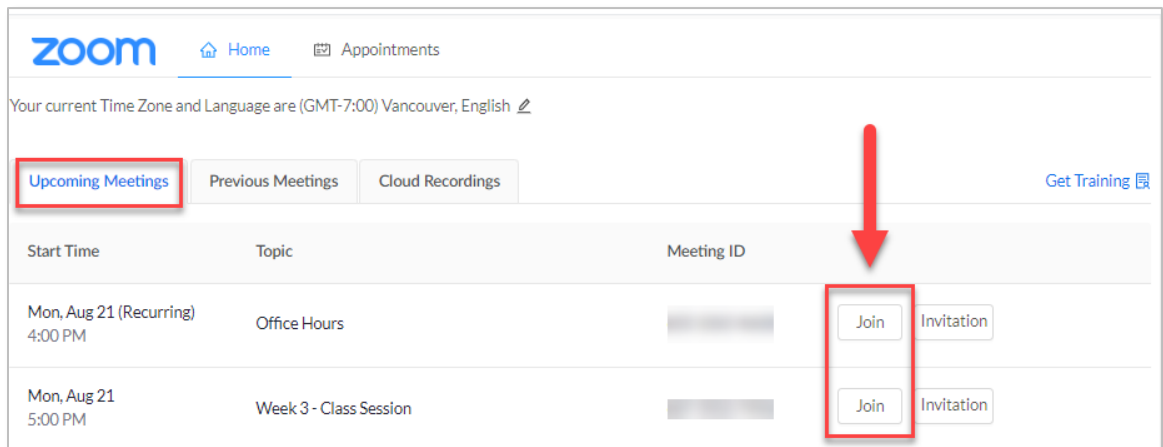 zoom Home Appointments
Your current Time Zone and Language are (GMT-7:00) Vancouver, English
Upcoming Meetings Previous Meetings Cloud Recordings Get Training
Start Time Topic Meeting ID
Mon, Aug 21 (Recurring)
4:00 PM
Office Hours
Join Invitation
Mon, Aug 21
5:00 PM
Week 3 - Class Session
Join Invitation